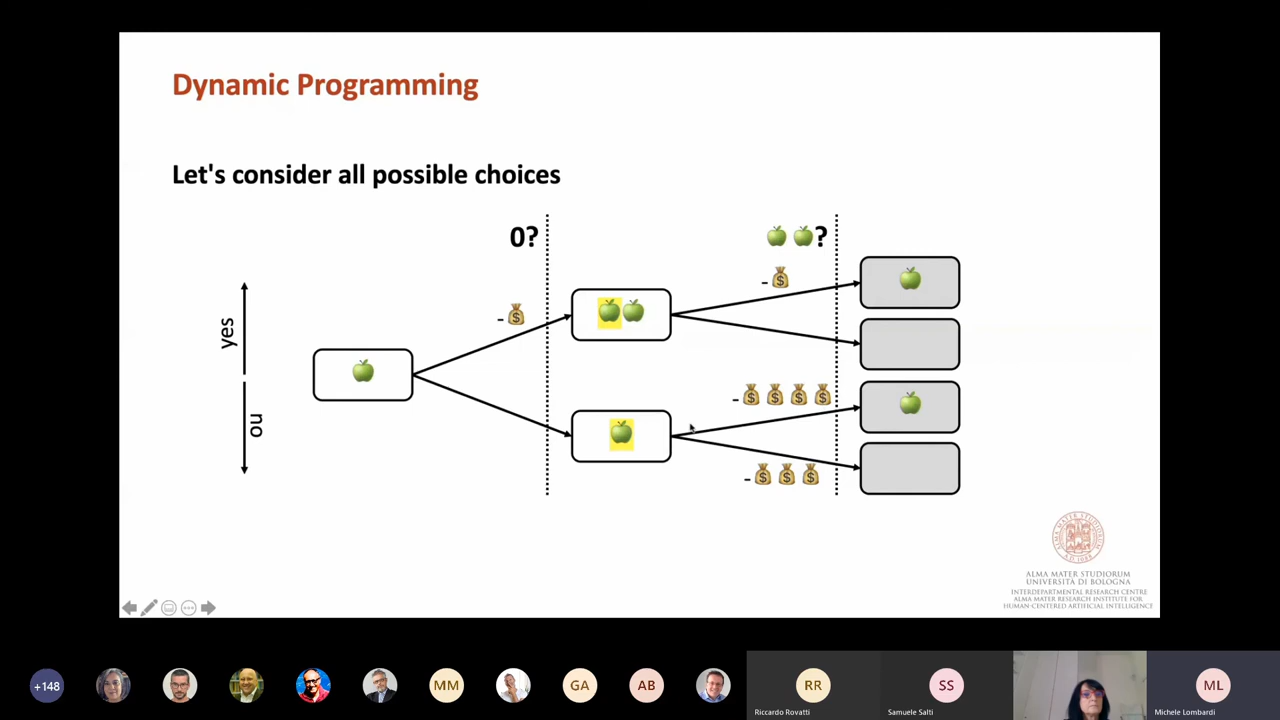 Dynamic Programming
Let's consider all possible choices
0?
?
-
-
yes
no
-
-
ALMA MATER STUDIORUM
UNIVERSITÀ DI BOLOGNA
INTERDEPARTMENTAL RESEARCH CENTRE
ALMA MATER RESEARCH INSTITUTE FOR
HUMAN-CENTERED ARTIFICIAL INTELLIGENCE
+148
MM
GA
AB
RR
SS
ML
Riccardo Rovatti
Samuele Salti
Michele Lombardi